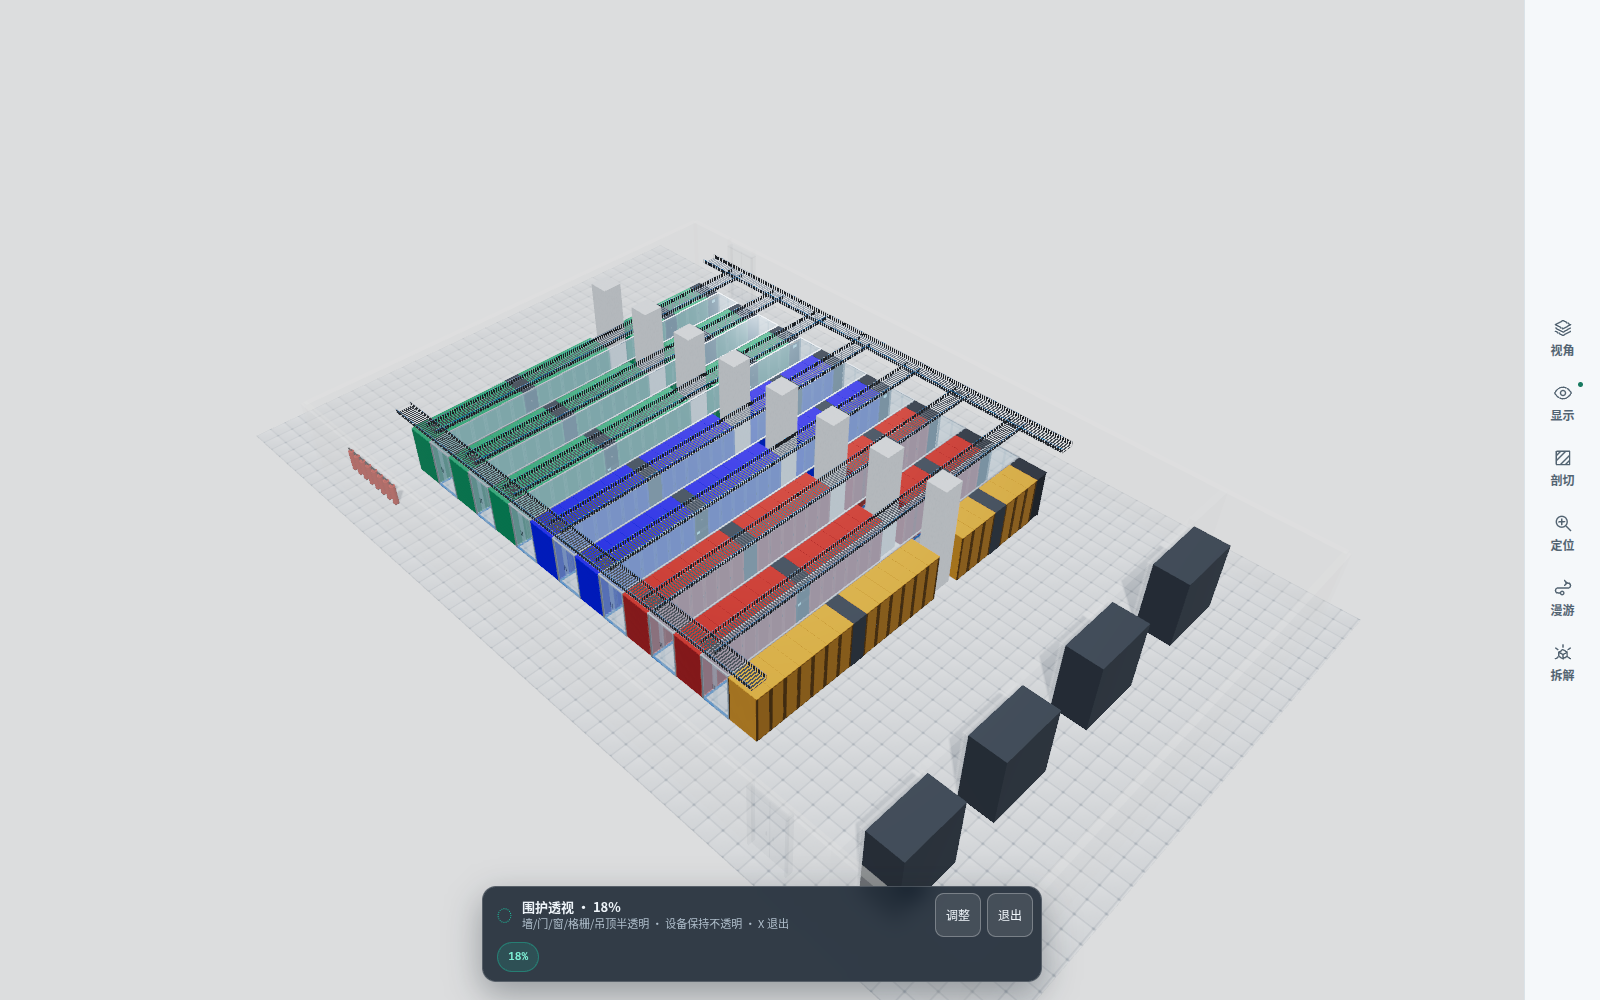 视角
显示
剖切
定位
漫游
拆解
围护透视 · 18%
墙/门/窗/格栅/吊顶半透明 · 设备保持不透明 · X 退出
调整
退出
18%